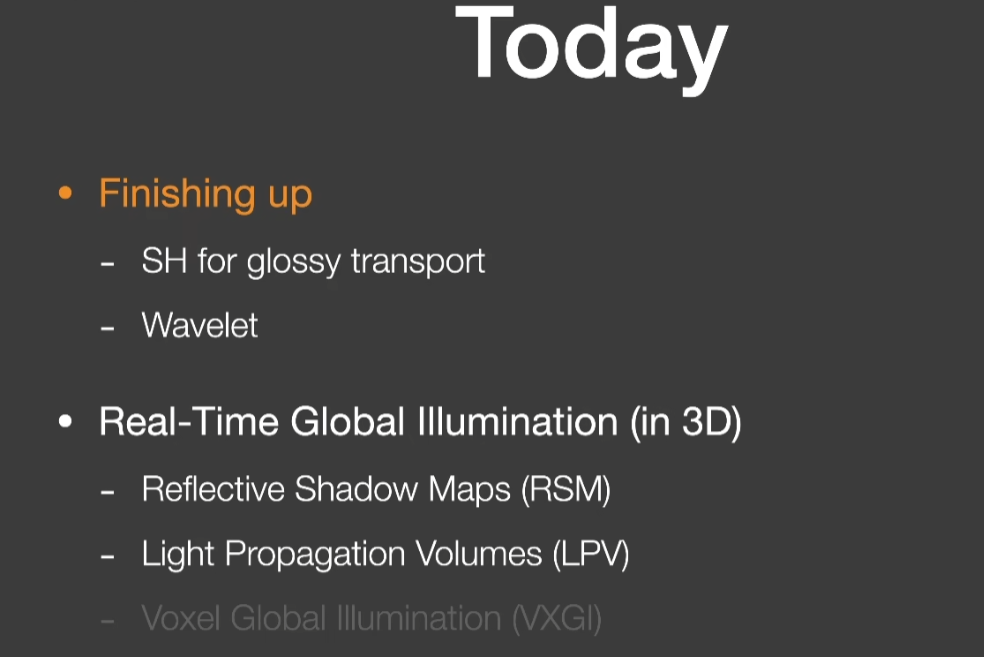 Today
• Finishing up
- SH for glossy transport
- Wavelet
• Real-Time Global Illumination (in 3D)
- Reflective Shadow Maps (RSM)
- Light Propagation Volumes (LPV)
- Voxel Global Illumination (VXGI)